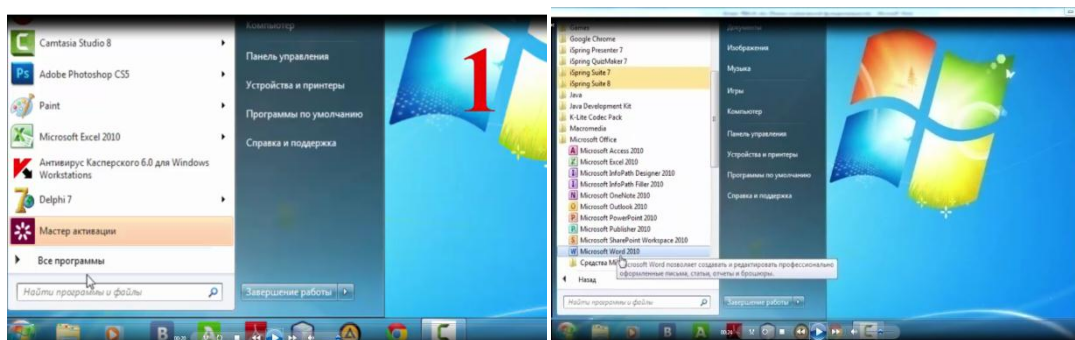 Camtasia Studio 8
Adobe Photoshop CS5
Paint
Microsoft Excel 2010
Антивирус Касперского 6.0 для Windows
Workstations
Delphi 7
Мастер активации
Все программы
Найти программы и файлы
Компьютер
Панель управления
Устройства и принтеры
Программы по умолчанию
Справка и поддержка
Завершение работы
1
Games
Google Chrome
iSpring Presenter 7
iSpring QuizMaker 7
iSpring Suite 7
iSpring Suite 8
Java
Java Development Kit
K-Lite Codec Pack
Macromedia
Microsoft Office
Microsoft Access 2010
Microsoft Excel 2010
Microsoft InfoPath Designer 2010
Microsoft InfoPath Filler 2010
Microsoft OneNote 2010
Microsoft Outlook 2010
Microsoft PowerPoint 2010
Microsoft Publisher 2010
Microsoft SharePoint Workspace 2010
Microsoft Word 2010
Средства
Microsoft Word позволяет создавать и редактировать профессионально
оформленные письма, статьи, отчеты и брошюры.
Назад
Найти программы и файлы
Документы
Изображения
Музыка
Игры
Компьютер
Панель управления
Устройства и принтеры
Программы по умолчанию
Справка и поддержка
Завершение работы